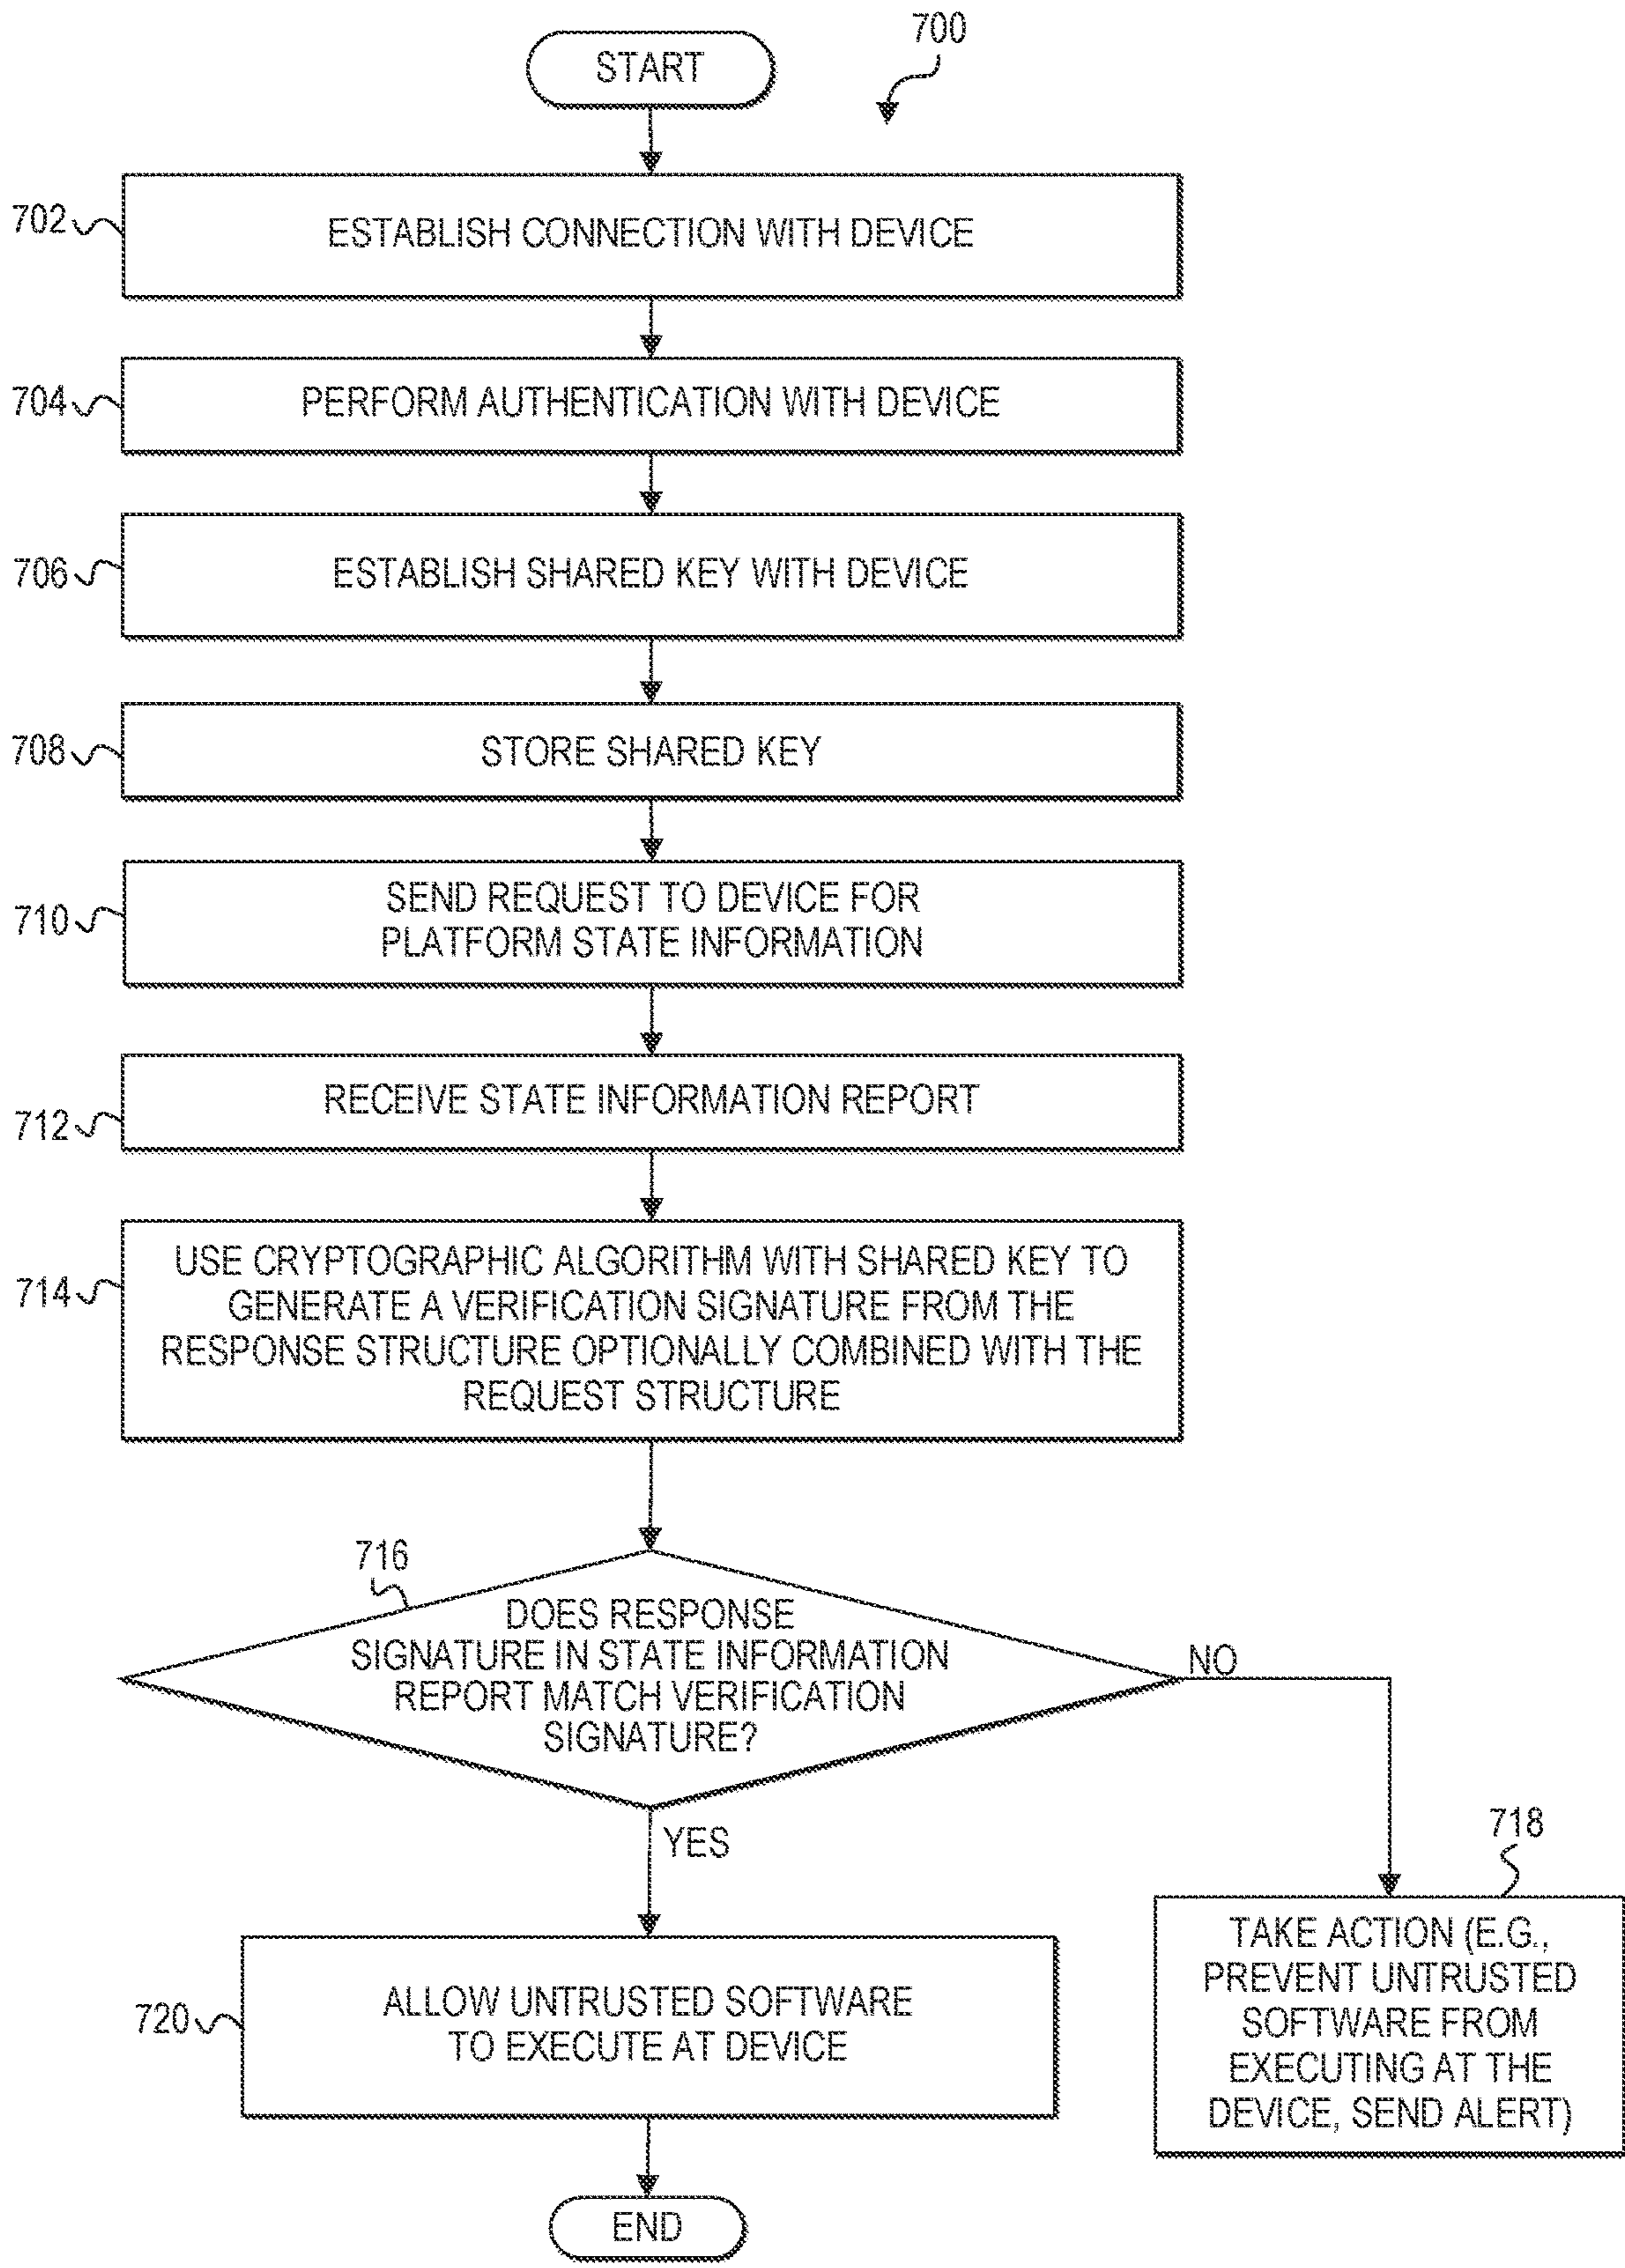 START
700
702
ESTABLISH CONNECTION WITH DEVICE
704
PERFORM AUTHENTICATION WITH DEVICE
706
ESTABLISH SHARED KEY WITH DEVICE
708
STORE SHARED KEY
710
SEND REQUEST TO DEVICE FOR
PLATFORM STATE INFORMATION
712
RECEIVE STATE INFORMATION REPORT
714
USE CRYPTOGRAPHIC ALGORITHM WITH SHARED KEY TO
GENERATE A VERIFICATION SIGNATURE FROM THE
RESPONSE STRUCTURE OPTIONALLY COMBINED WITH THE
REQUEST STRUCTURE
716
DOES RESPONSE
SIGNATURE IN STATE INFORMATION
REPORT MATCH VERIFICATION
SIGNATURE?
NO
YES
718
TAKE ACTION (E.G.,
PREVENT UNTRUSTED
SOFTWARE FROM
EXECUTING AT THE
DEVICE, SEND ALERT)
720
ALLOW UNTRUSTED SOFTWARE
TO EXECUTE AT DEVICE
END